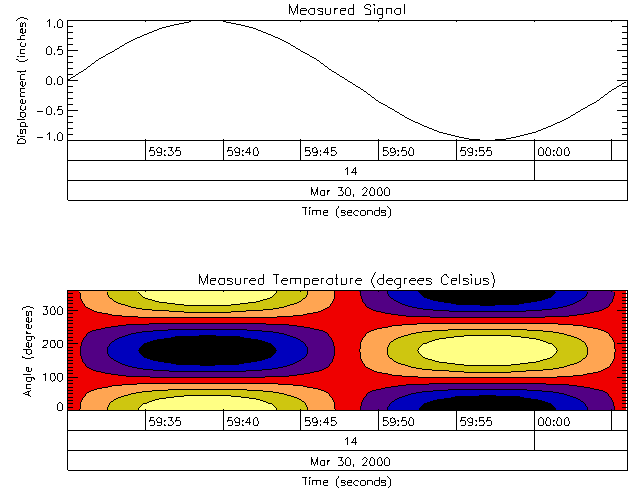 Measured Signal
Displacement (inches)
1.0
0.5
0.0
-0.5
-1.0
59:35 59:40 59:45 59:50 59:55 00:00
14
Mar 30, 2000
Time (seconds)
Measured Temperature (degrees Celsius)
Angle (degrees)
300
200
100
0
59:35 59:40 59:45 59:50 59:55 00:00
14
Mar 30, 2000
Time (seconds)